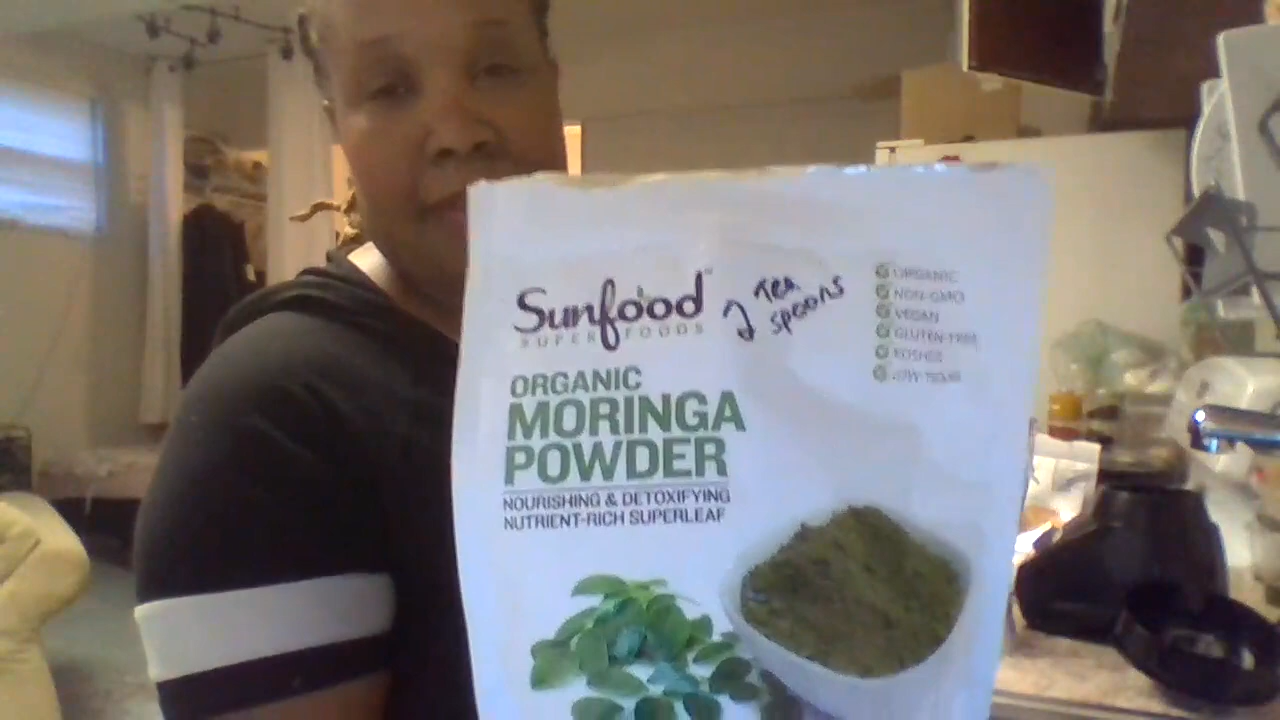 Sunfood™
SUPERFOODS
2 Tea
spoons
ORGANIC
NON-GMO
VEGAN
GLUTEN-FREE
KOSHER
ORGANIC
MORINGA
POWDER
NOURISHING & DETOXIFYING
NUTRIENT-RICH SUPERLEAF